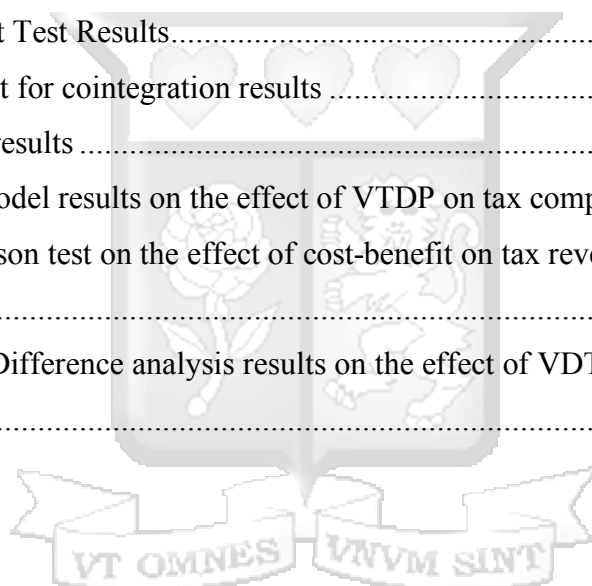 t Test Results....................................................
t for cointegration results ................................
results ..............................................................
odel results on the effect of VTDP on tax comp
son test on the effect of cost-benefit on tax reve
..........................................................................
Difference analysis results on the effect of VDT
..........................................................................
VT OMNES VNVM SINT